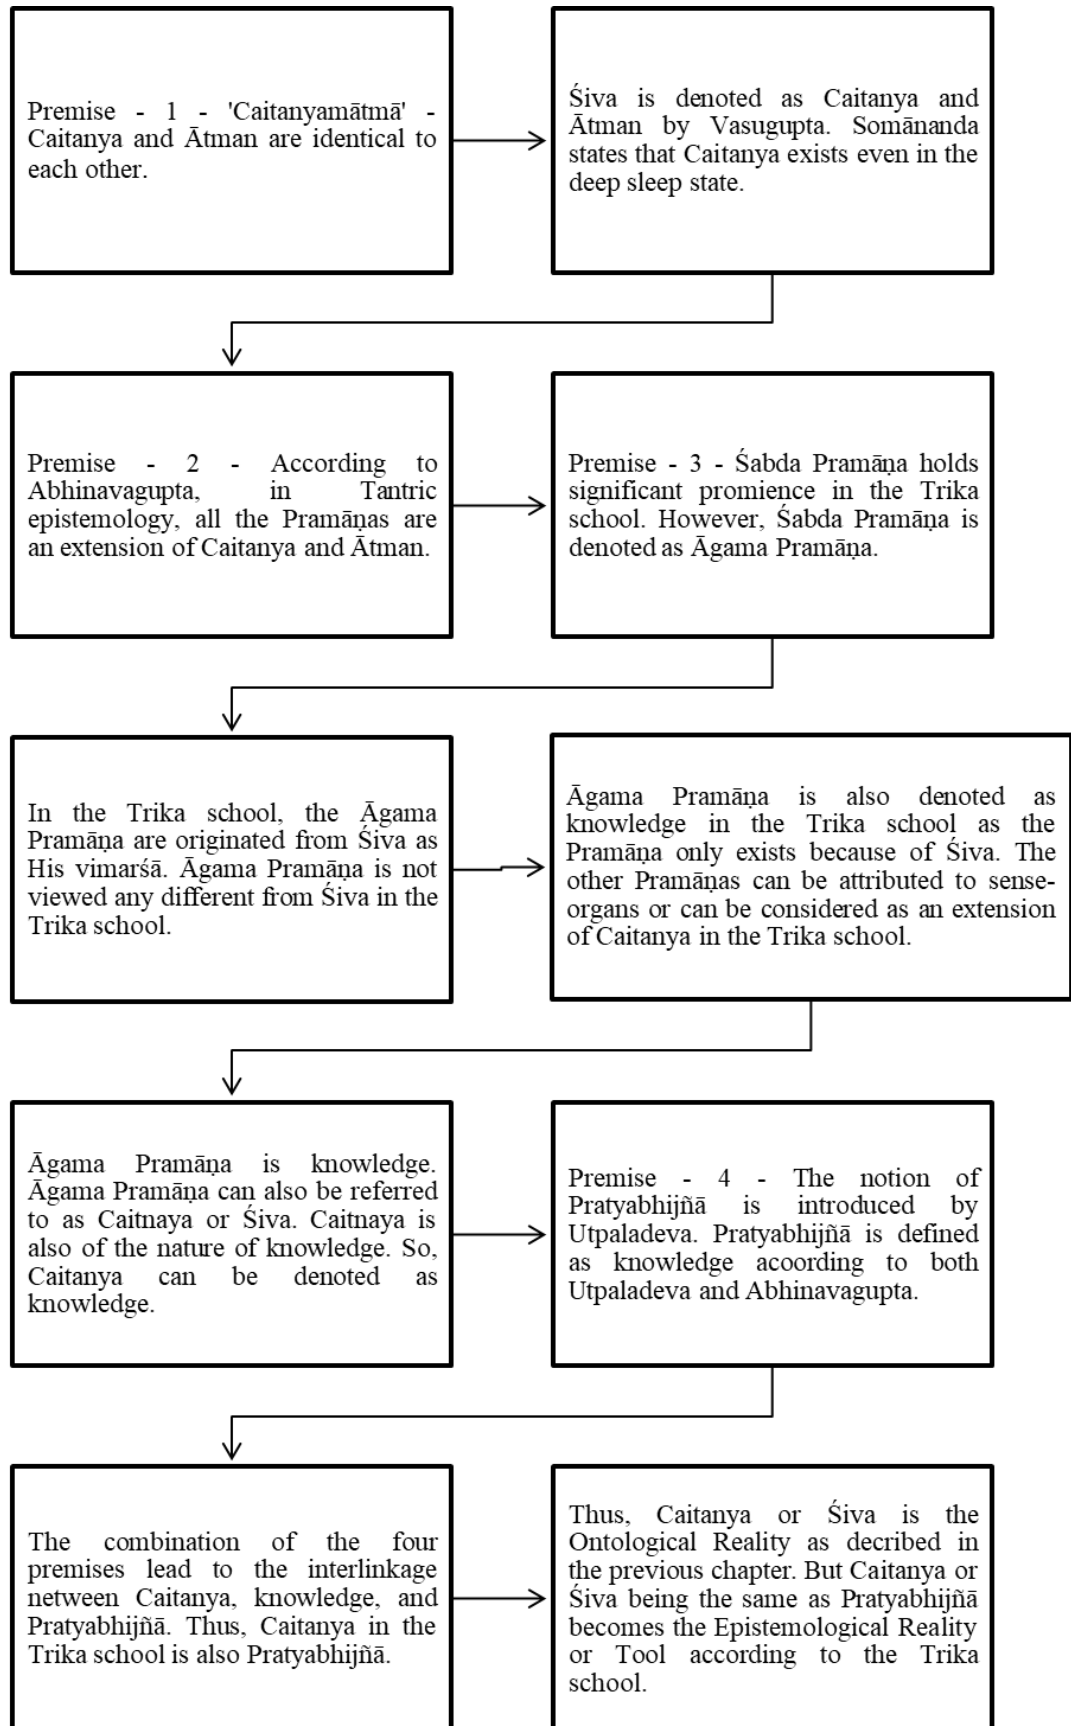 Premise - 1 - 'Caitanyamātmā' -
Caitanya and Ātman are identical to
each other.
Śiva is denoted as Caitanya and
Ātman by Vasugupta. Somānanda
states that Caitanya exists even in the
deep sleep state.
Premise - 2 - According to
Abhinavagupta, in Tantric
epistemology, all the Pramāṇas are
an extension of Caitanya and Ātman.
Premise - 3 - Śabda Pramāṇa holds
significant promience in the Trika
school. However, Śabda Pramāṇa is
denoted as Āgama Pramāṇa.
In the Trika school, the Āgama
Pramāṇa are originated from Śiva as
His vimarśā. Āgama Pramāṇa is not
viewed any different from Śiva in the
Trika school.
Āgama Pramāṇa is also denoted as
knowledge in the Trika school as the
Pramāṇa only exists because of Śiva. The
other Pramāṇas can be attributed to sense-
organs or can be considered as an extension
of Caitanya in the Trika school.
Āgama Pramāṇa is knowledge.
Āgama Pramāṇa can also be referred
to as Caitnaya or Śiva. Caitnaya is
also of the nature of knowledge. So,
Caitanya can be denoted as
knowledge.
Premise - 4 - The notion of
Pratyabhijñā is introduced by
Utpaladeva. Pratyabhijñā is defined
as knowledge acoording to both
Utpaladeva and Abhinavagupta.
The combination of the four
premises lead to the interlinkage
netween Caitanya, knowledge, and
Pratyabhijñā. Thus, Caitanya in the
Trika school is also Pratyabhijñā.
Thus, Caitanya or Śiva is the
Ontological Reality as decribed in
the previous chapter. But Caitanya or
Śiva being the same as Pratyabhijñā
becomes the Epistemological Reality
or Tool according to the Trika
school.